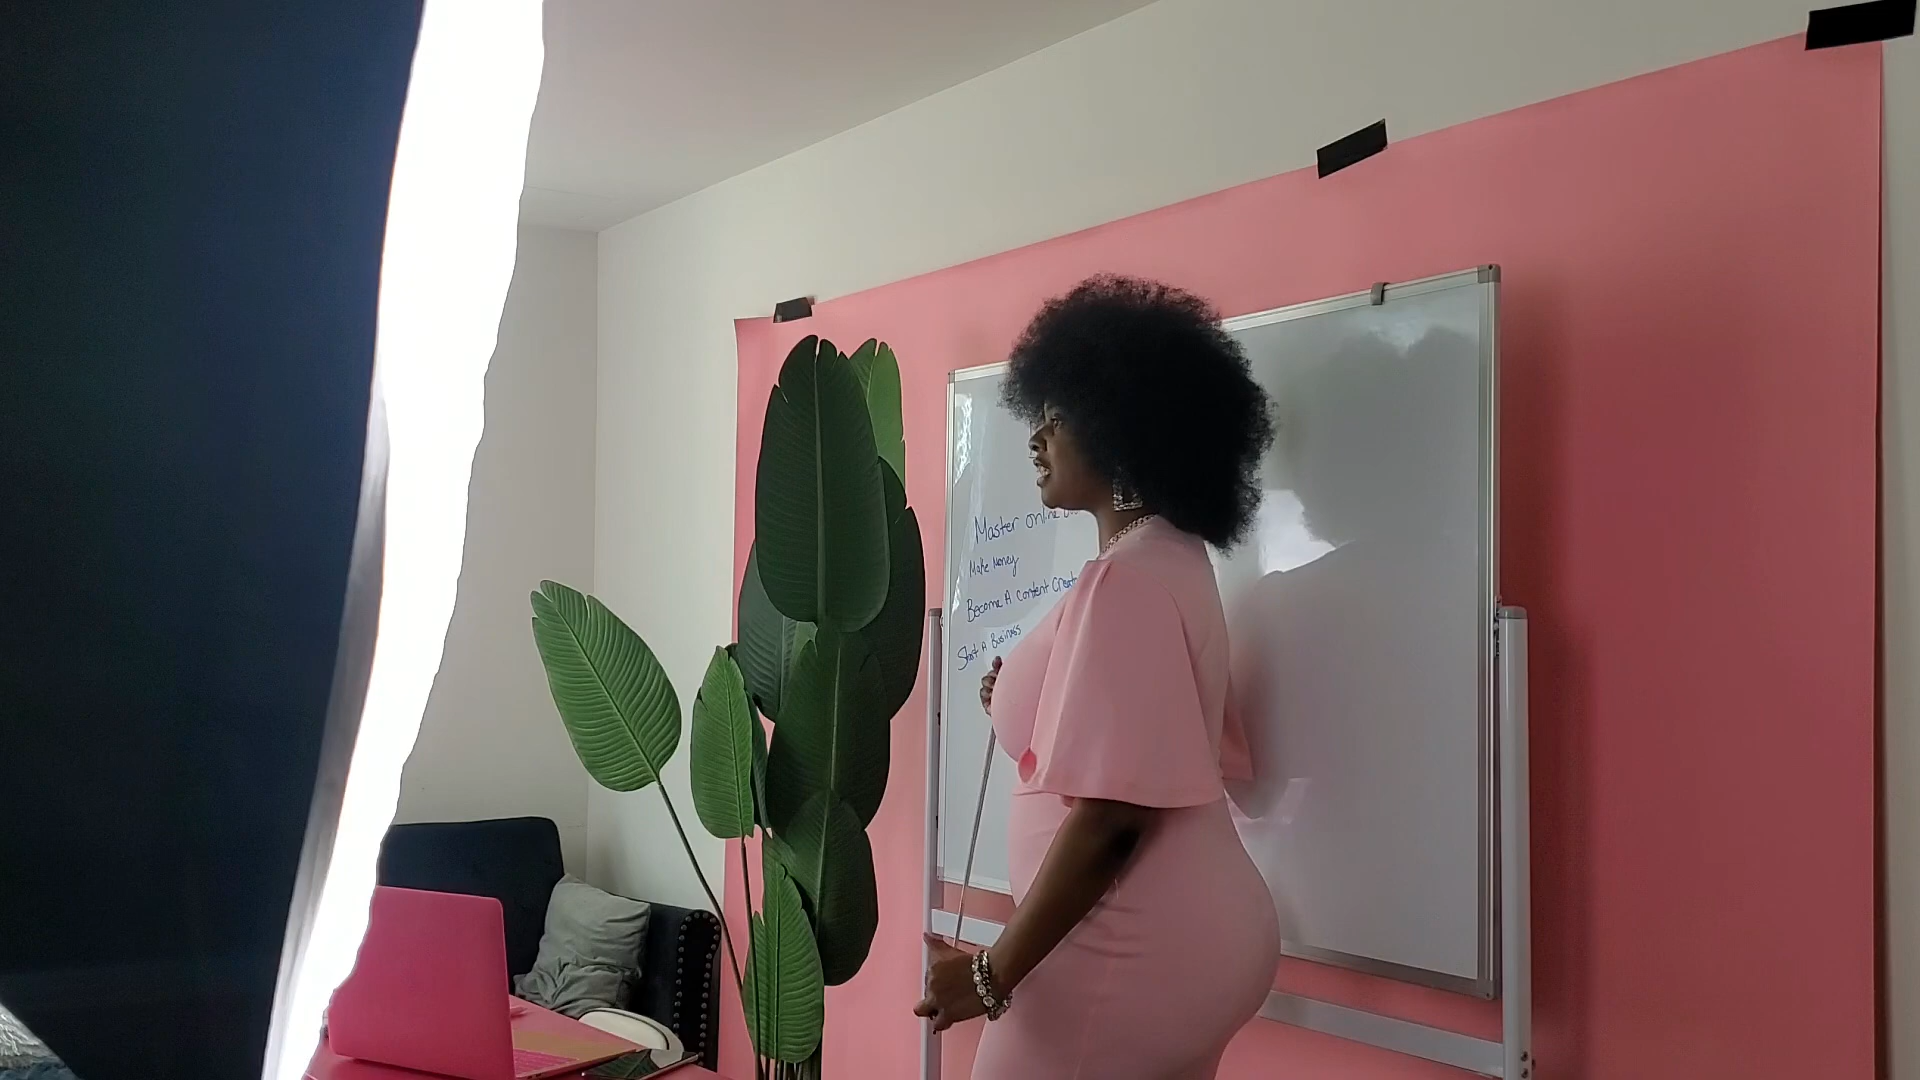 Master online
Make Money
Become A Content
Start A Business